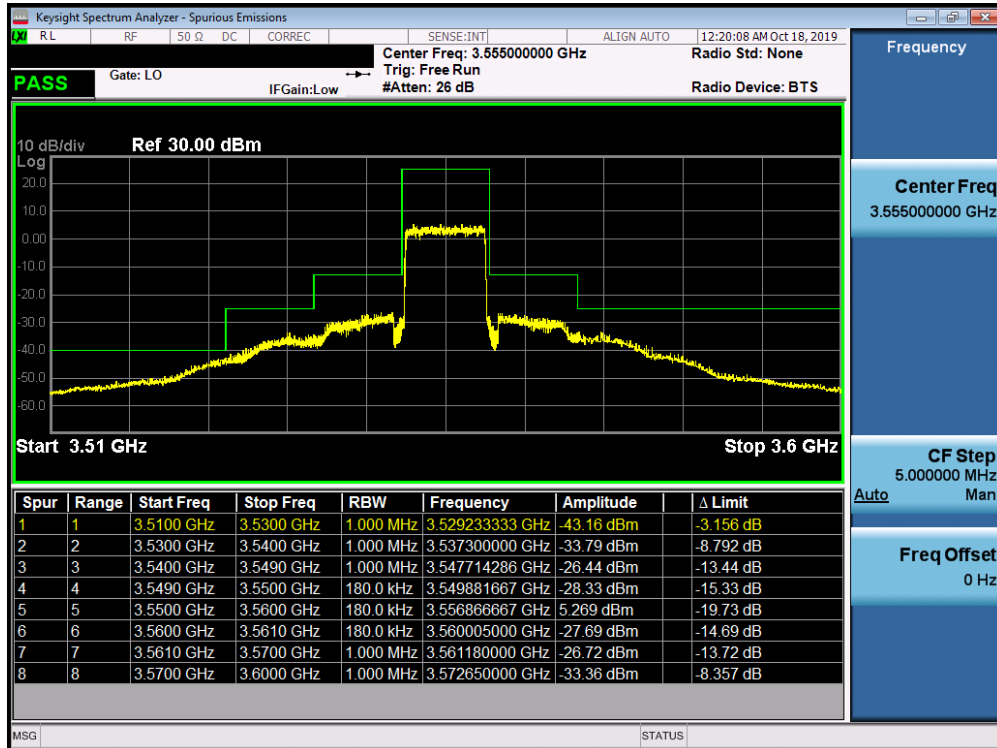 Keysight Spectrum Analyzer - Spurious Emissions
LXI RL RF 50 Ω DC CORREC SENSE:INT ALIGN AUTO 12:20:08 AM Oct 18, 2019
Center Freq: 3.555000000 GHz Radio Std: None
Gate: LO Trig: Free Run
PASS IFGain:Low #Atten: 26 dB Radio Device: BTS
10 dB/div Ref 30.00 dBm
Log
20.0
10.0
0.00
-10.0
-20.0
-30.0
-40.0
-50.0
-60.0
Start 3.51 GHz Stop 3.6 GHz
Spur Range Start Freq Stop Freq RBW Frequency Amplitude Δ Limit
1 1 3.5100 GHz 3.5300 GHz 1.000 MHz 3.529233333 GHz -43.16 dBm -3.156 dB
2 2 3.5300 GHz 3.5400 GHz 1.000 MHz 3.537300000 GHz -33.79 dBm -8.792 dB
3 3 3.5400 GHz 3.5490 GHz 1.000 MHz 3.547714286 GHz -26.44 dBm -13.44 dB
4 4 3.5490 GHz 3.5500 GHz 180.0 kHz 3.549881667 GHz -28.33 dBm -15.33 dB
5 5 3.5500 GHz 3.5600 GHz 180.0 kHz 3.556866667 GHz 5.269 dBm -19.73 dB
6 6 3.5600 GHz 3.5610 GHz 180.0 kHz 3.560005000 GHz -27.69 dBm -14.69 dB
7 7 3.5610 GHz 3.5700 GHz 1.000 MHz 3.561180000 GHz -26.72 dBm -13.72 dB
8 8 3.5700 GHz 3.6000 GHz 1.000 MHz 3.572650000 GHz -33.36 dBm -8.357 dB
MSG STATUS
Frequency
Center Freq
3.555000000 GHz
CF Step
5.000000 MHz
Auto Man
Freq Offset
0 Hz